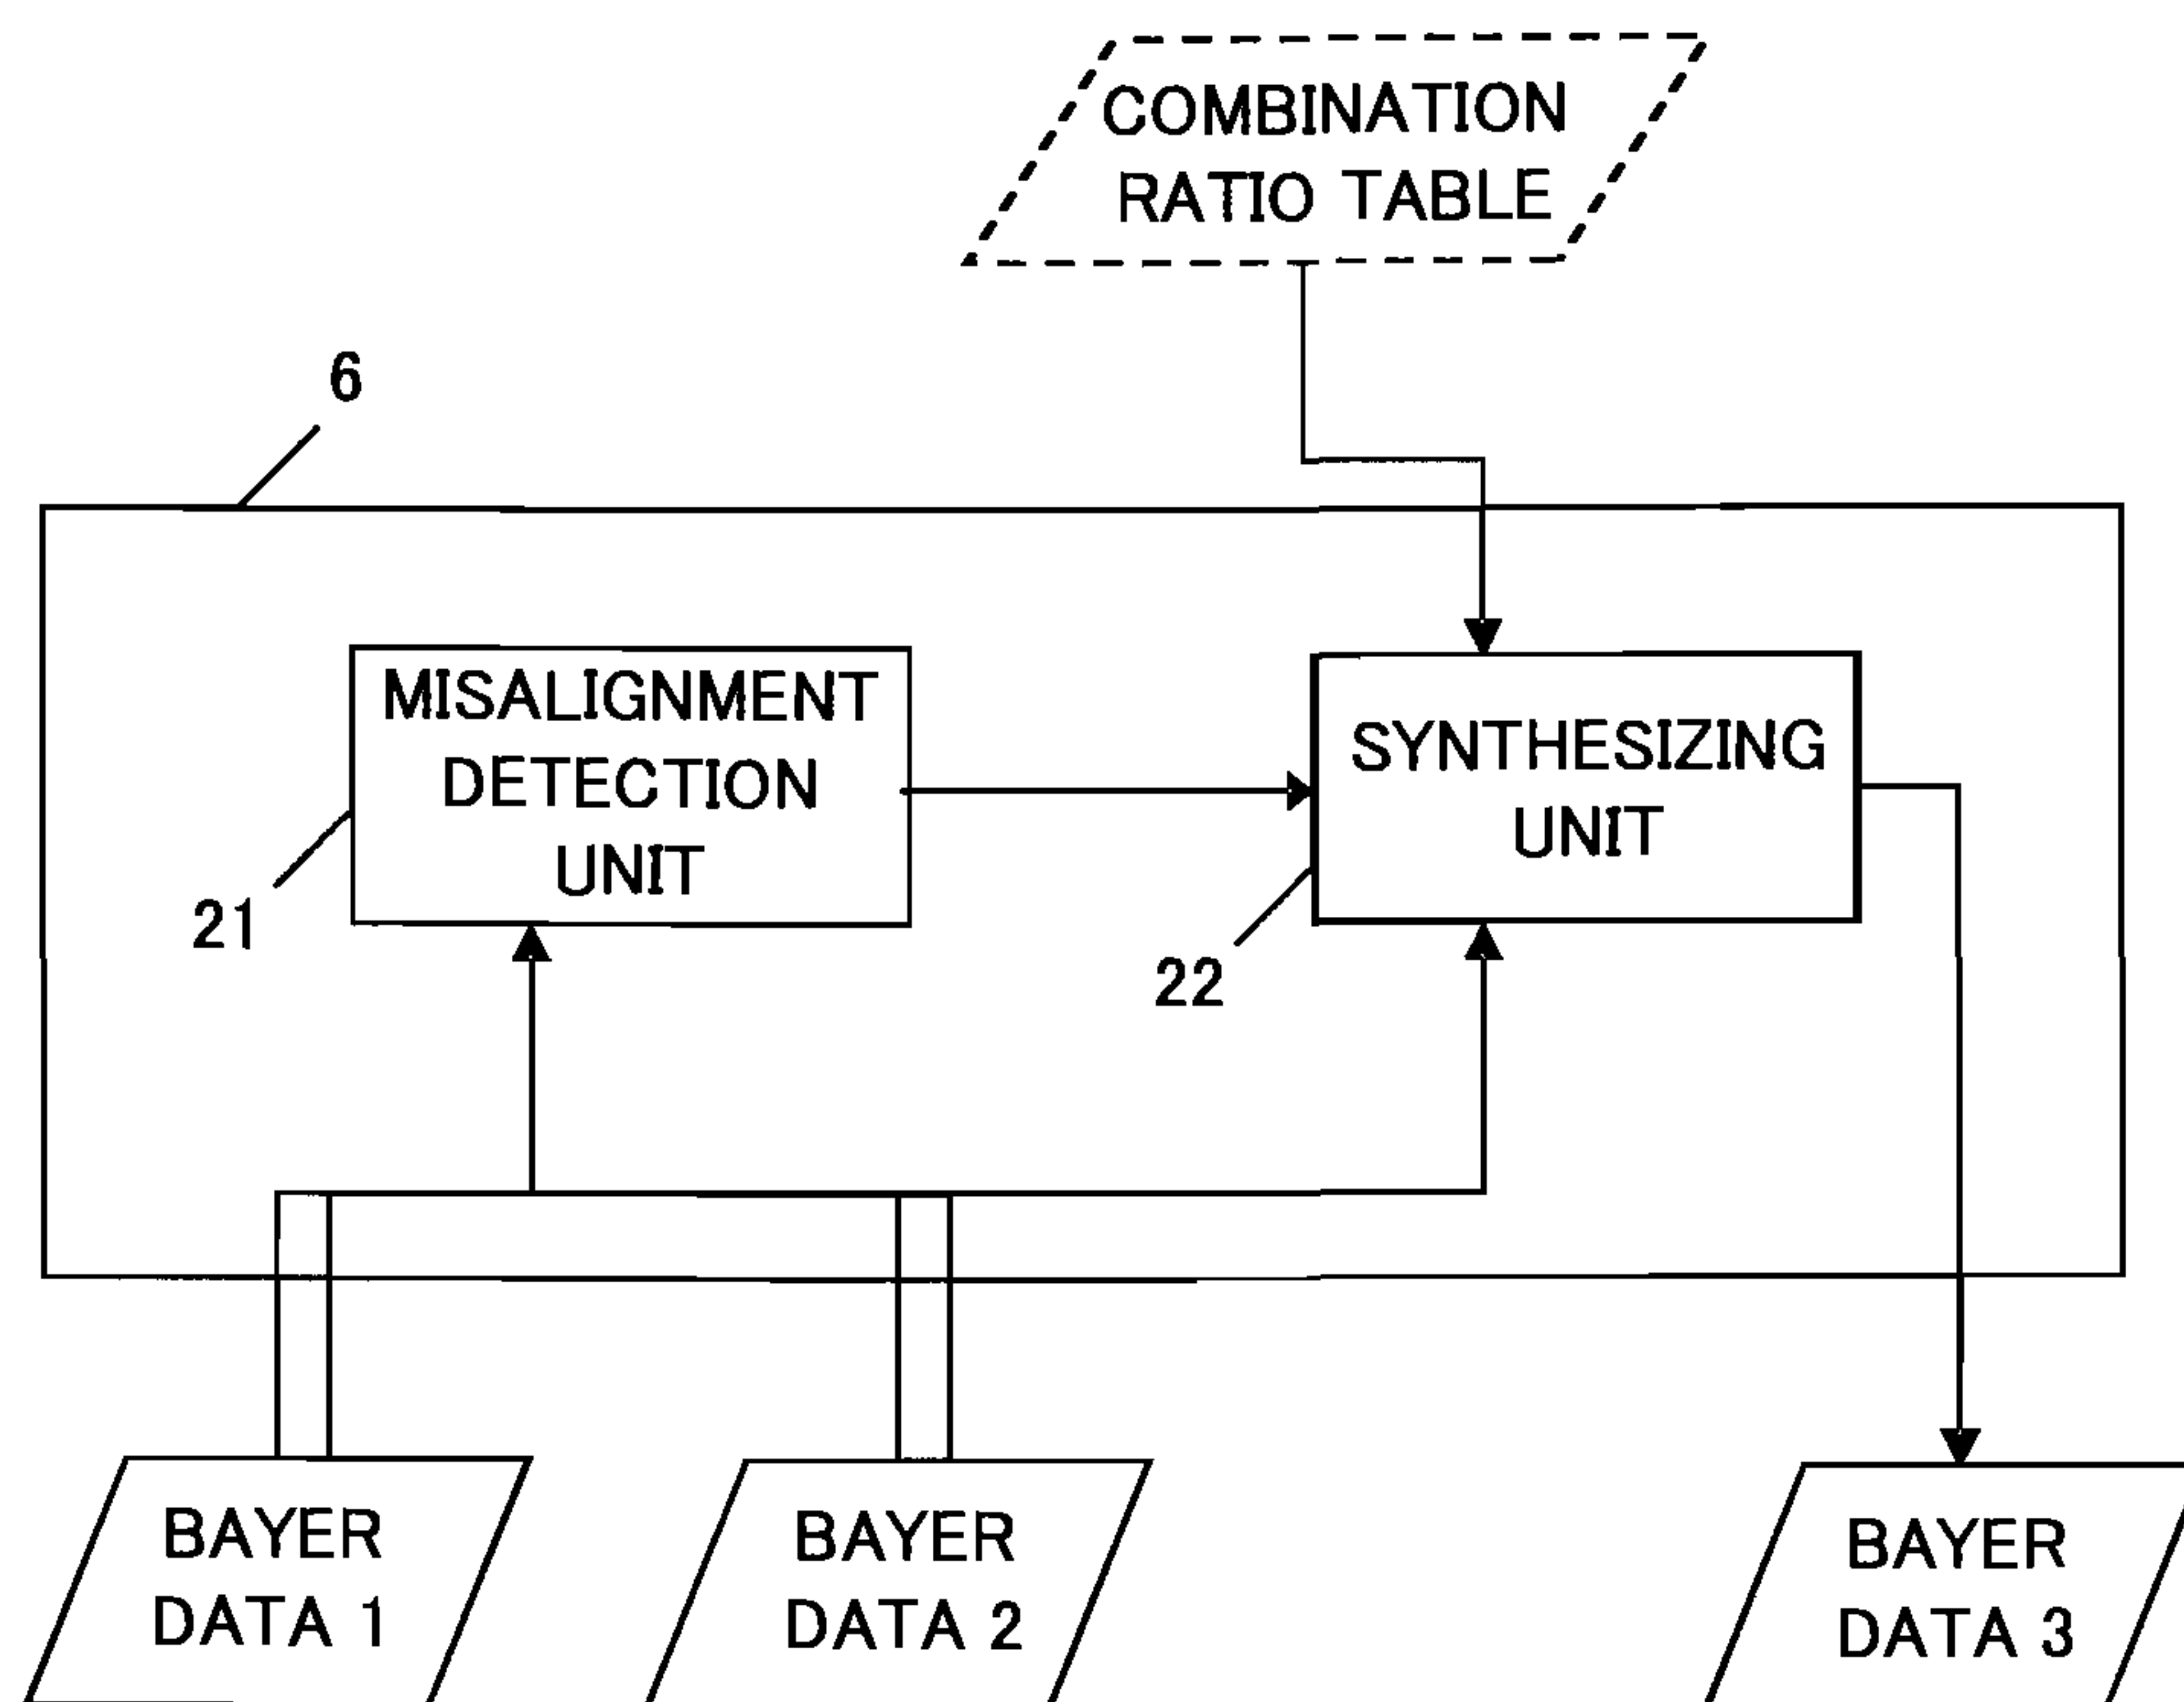 COMBINATION
RATIO TABLE
6
MISALIGNMENT
DETECTION
UNIT
21
SYNTHESIZING
UNIT
22
BAYER
DATA 1
BAYER
DATA 2
BAYER
DATA 3